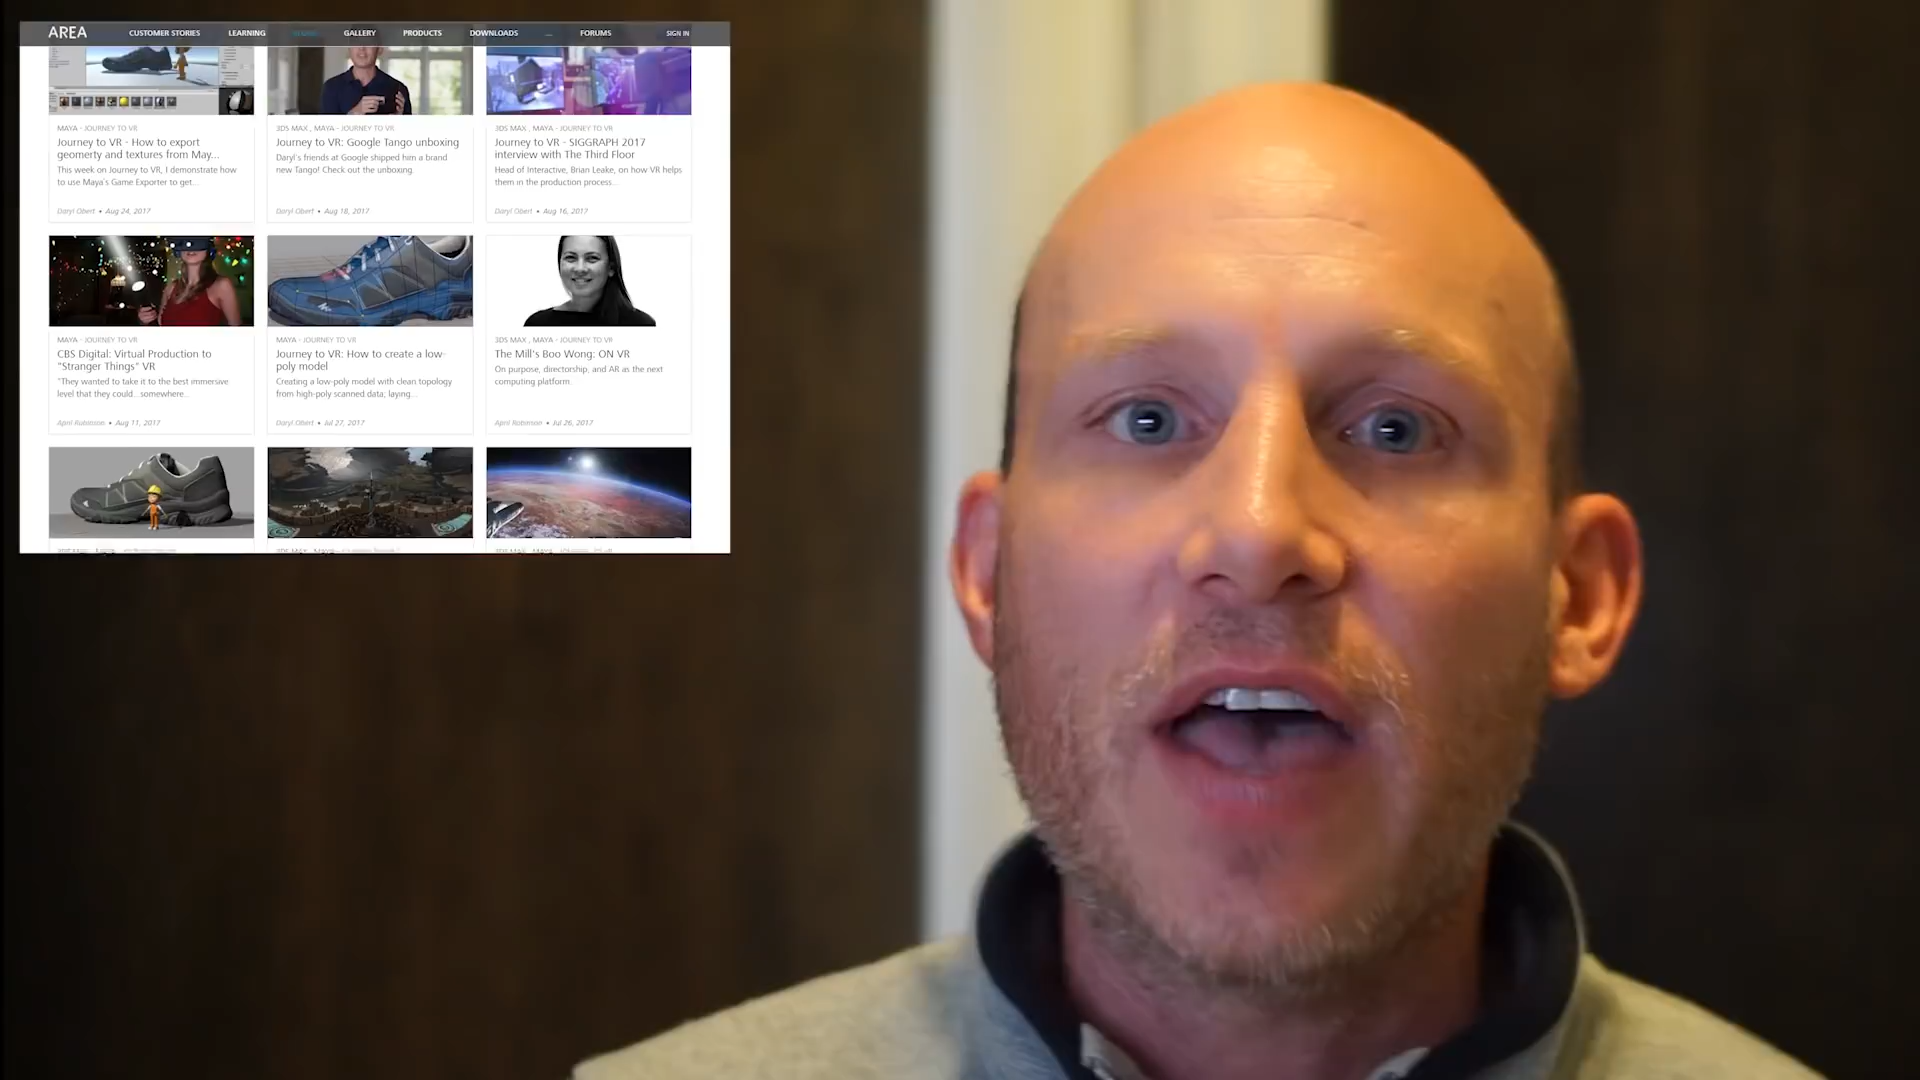 AREA
CUSTOMER STORIES LEARNING GALLERY PRODUCTS DOWNLOADS ... FORUMS SIGN IN
MAYA - JOURNEY TO VR
Journey to VR - How to export
geomerty and textures from May...
This week on Journey to VR, I demonstrate how
to use Maya's Game Exporter to get...
Daryl Obert • Aug 24, 2017
3DS MAX , MAYA - JOURNEY TO VR
Journey to VR: Google Tango unboxing
Daryl's friends at Google shipped him a brand
new Tango! Check out the unboxing.
Daryl Obert • Aug 18, 2017
3DS MAX , MAYA - JOURNEY TO VR
Journey to VR - SIGGRAPH 2017
interview with The Third Floor
Head of Interactive, Brian Leake, on how VR helps
them in the production process...
Daryl Obert • Aug 16, 2017
MAYA - JOURNEY TO VR
CBS Digital: Virtual Production to
"Stranger Things" VR
"They wanted to take it to the best immersive
level that they could... somewhere...
April Robinson • Aug 11, 2017
MAYA - JOURNEY TO VR
Journey to VR: How to create a low-
poly model
Creating a low-poly model with clean topology
from high-poly scanned data; laying...
Daryl Obert • Jul 27, 2017
3DS MAX , MAYA - JOURNEY TO VR
The Mill's Boo Wong: ON VR
On purpose, directorship, and AR as the next
computing platform.
April Robinson • Jul 26, 2017